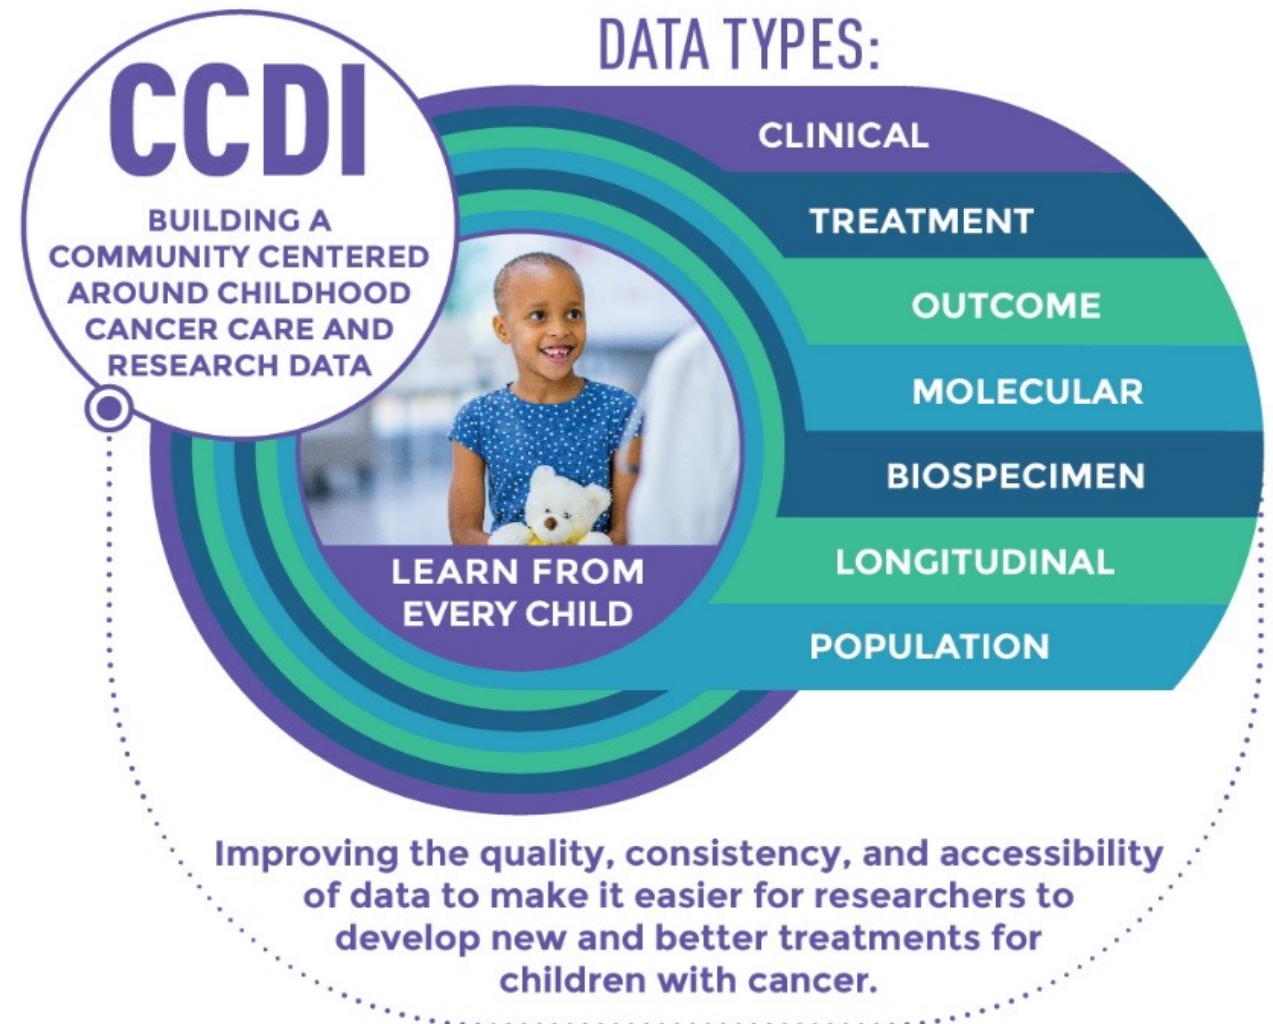 CCDI
BUILDING A
COMMUNITY CENTERED
AROUND CHILDHOOD
CANCER CARE AND
RESEARCH DATA
DATA TYPES:
CLINICAL
TREATMENT
OUTCOME
MOLECULAR
BIOSPECIMEN
LONGITUDINAL
POPULATION
LEARN FROM
EVERY CHILD
Improving the quality, consistency, and accessibility
of data to make it easier for researchers to
develop new and better treatments for
children with cancer.